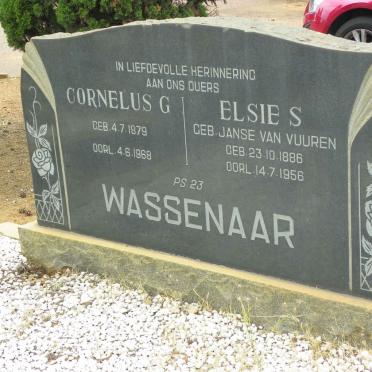 IN LIEFDEVOLLE HERINNERING
AAN ONS OUERS
CORNELUS G
GEB. 4.7.1879
OORL. 4.6.1968
ELSIE S
GEB. JANSE VAN VUUREN
GEB. 23.10.1886
OORL. 14.7.1956
PS 23
WASSENAAR